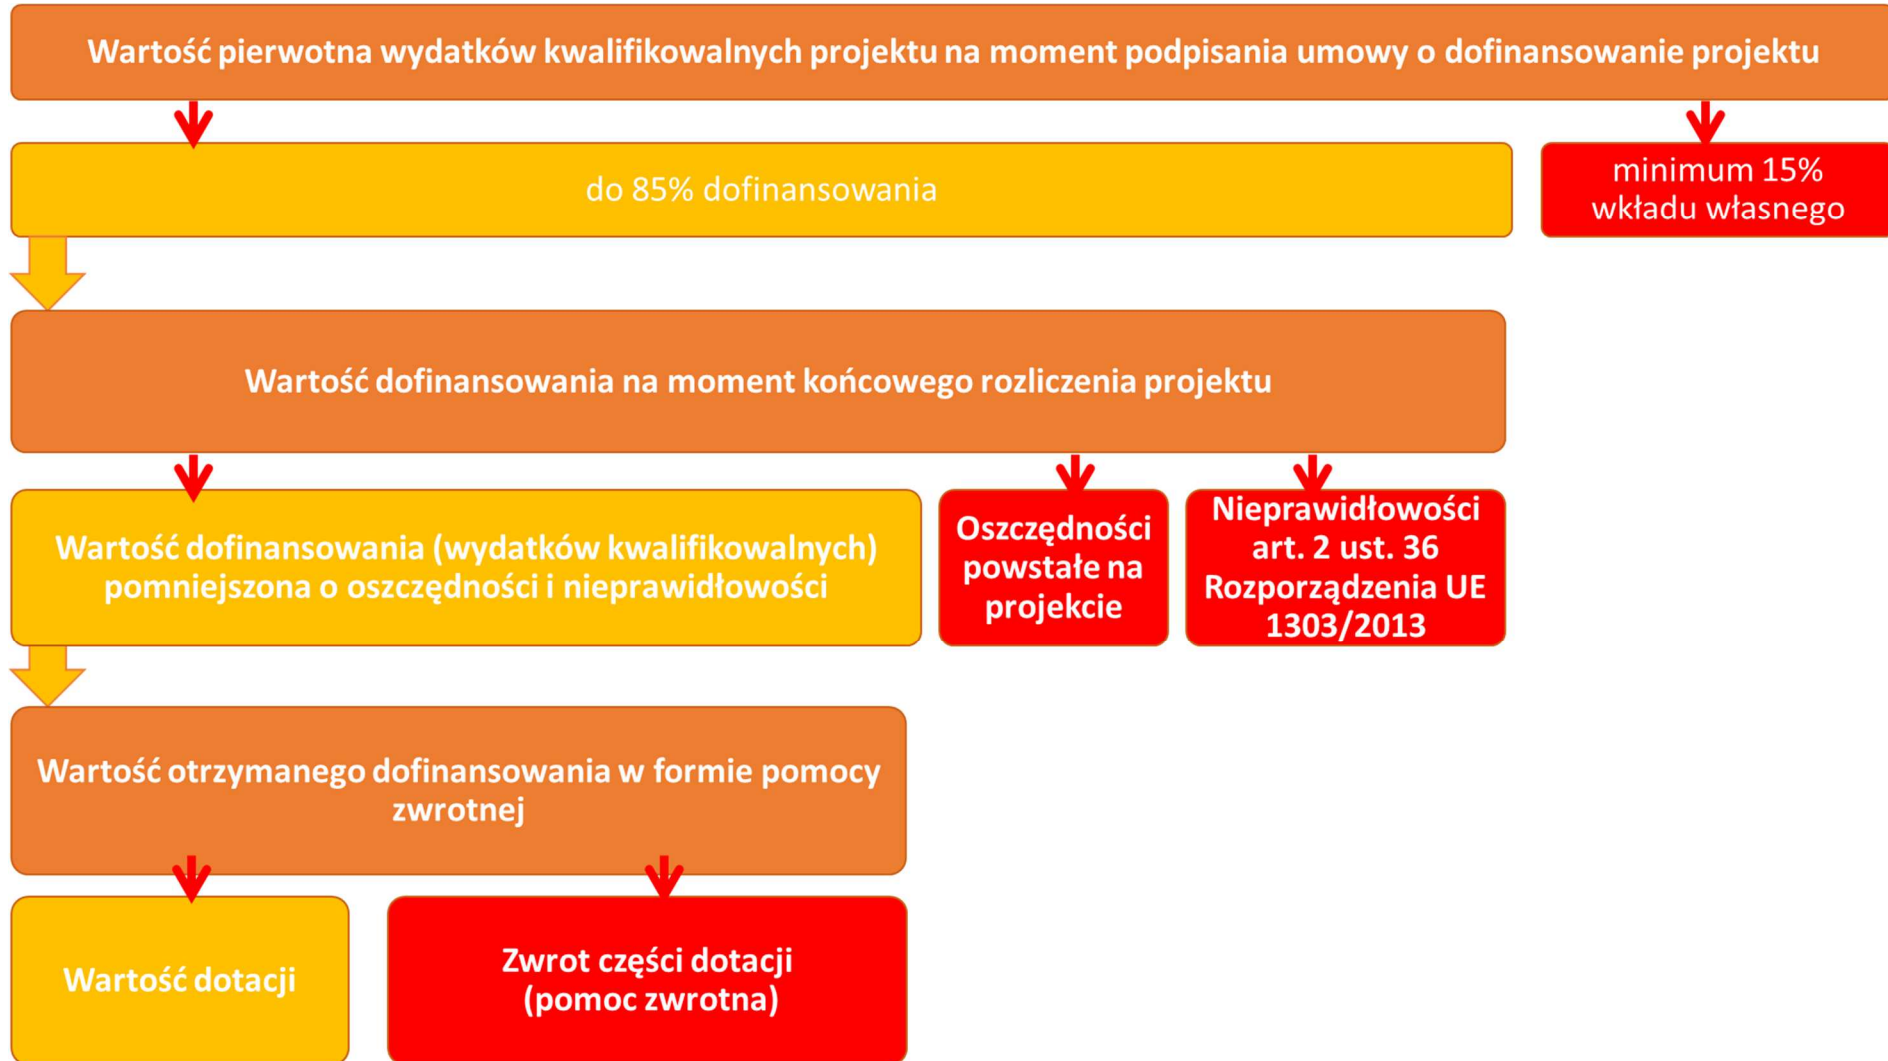 Wartość pierwotna wydatków kwalifikowalnych projektu na moment podpisania umowy o dofinansowanie projektu
do 85% dofinansowania
minimum 15%
wkładu własnego
Wartość dofinansowania na moment końcowego rozliczenia projektu
Wartość dofinansowania (wydatków kwalifikowalnych)
pomniejszona o oszczędności i nieprawidłowości
Oszczędności
powstałe na
projekcie
Nieprawidłowości
art. 2 ust. 36
Rozporządzenia UE
1303/2013
Wartość otrzymanego dofinansowania w formie pomocy
zwrotnej
Wartość dotacji
Zwrot części dotacji
(pomoc zwrotna)